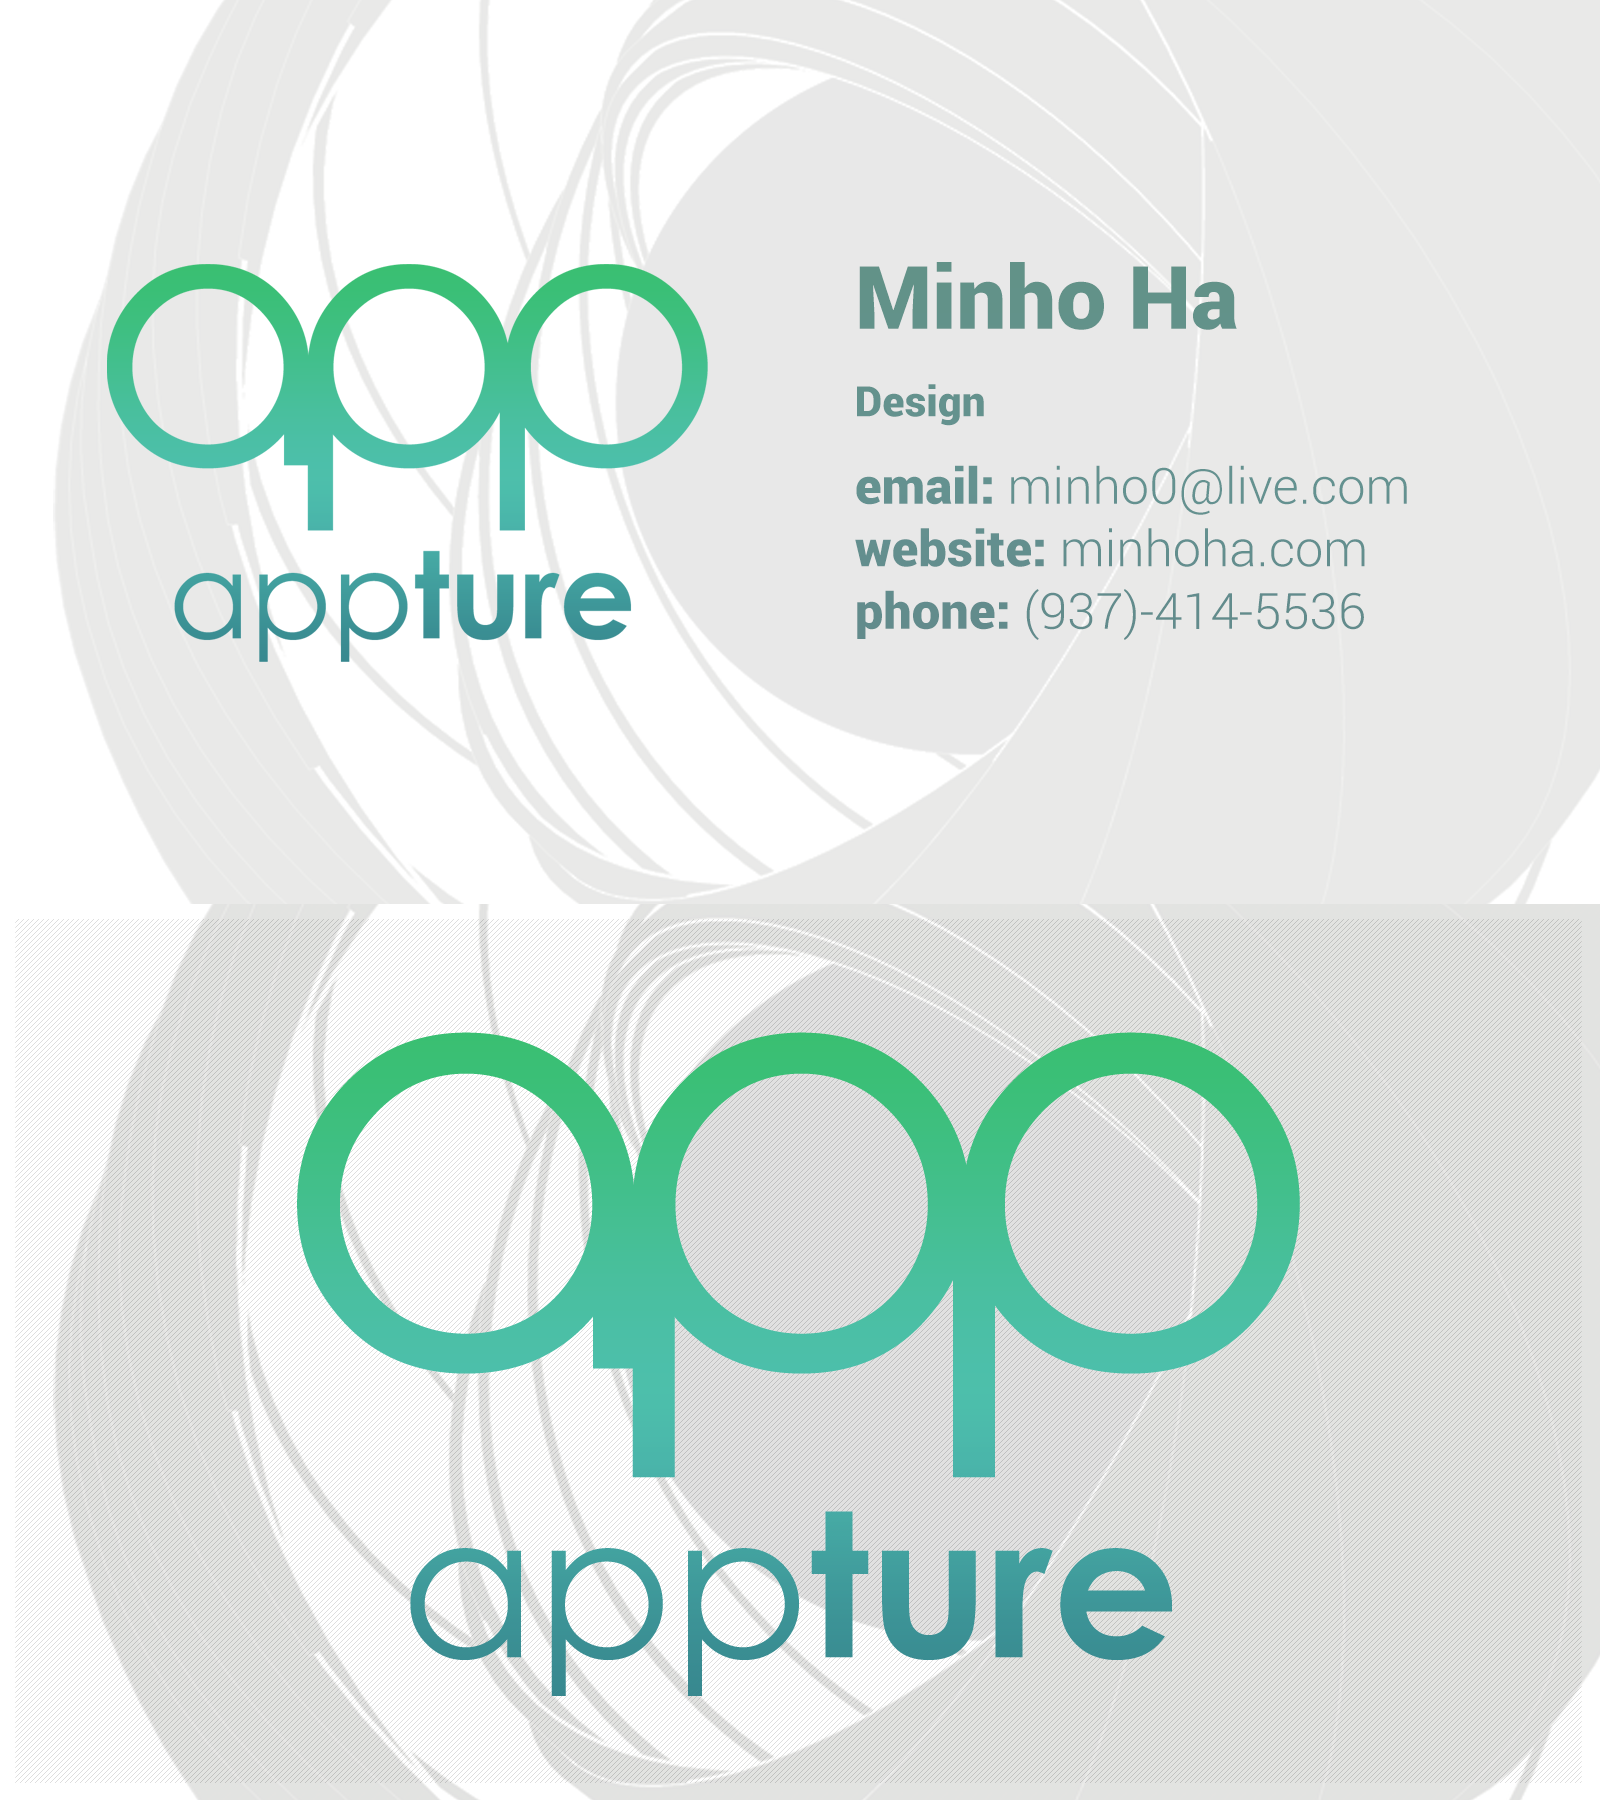 app
appture
Minho Ha
Design
email: minho0@live.com
website: minhoha.com
phone: (937)-414-5536
app
appture